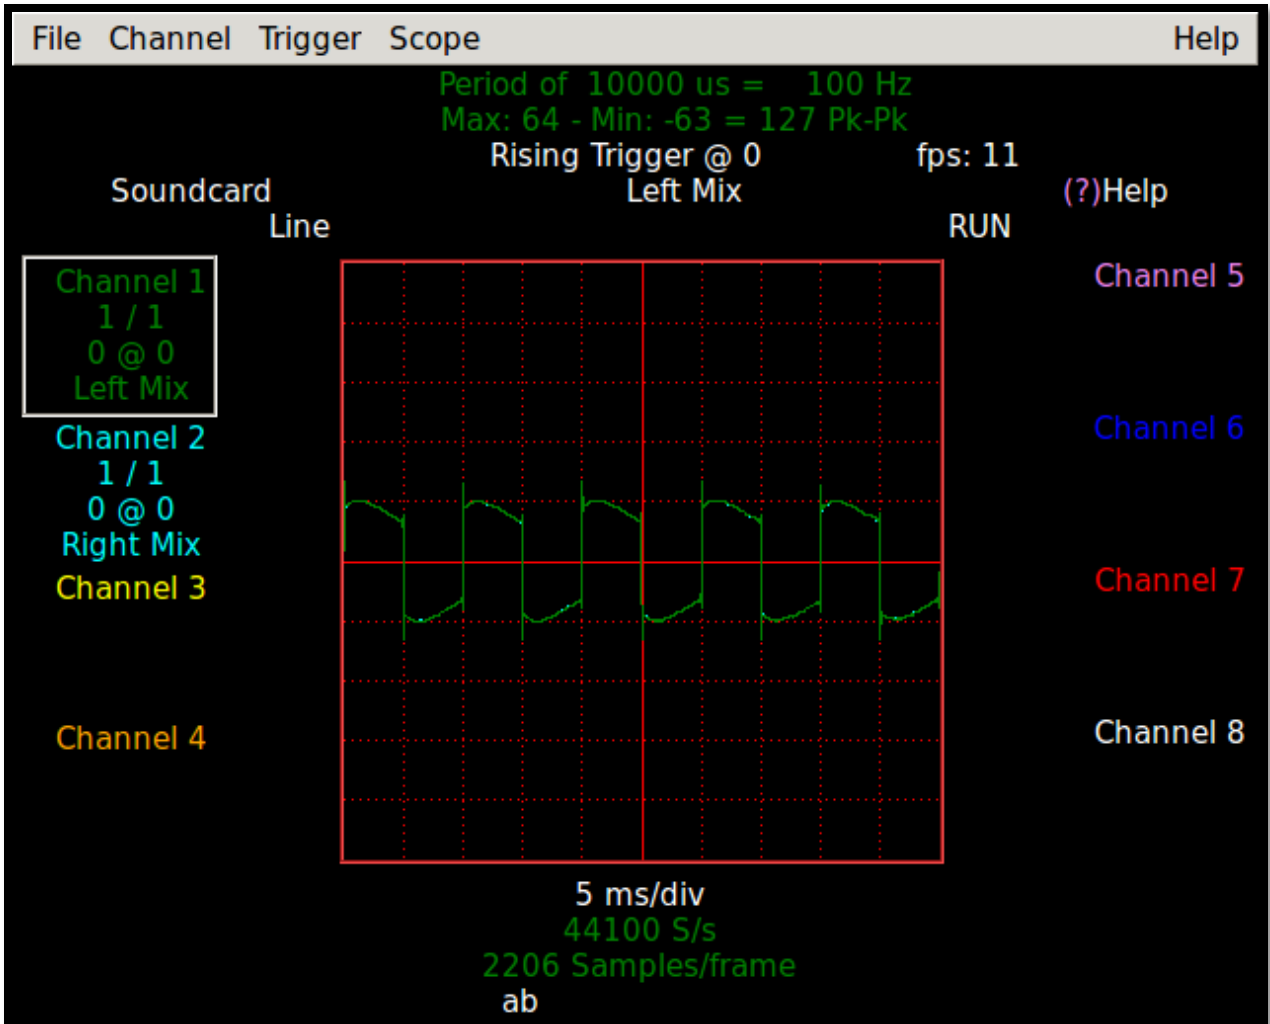 File Channel Trigger Scope Help
Period of 10000 us = 100 Hz
Max: 64 - Min: -63 = 127 Pk-Pk
Rising Trigger @ 0 fps: 11
Soundcard Left Mix (?)Help
Line RUN
Channel 1
1 / 1
0 @ 0
Left Mix
Channel 2
1 / 1
0 @ 0
Right Mix
Channel 3
Channel 4
Channel 5
Channel 6
Channel 7
Channel 8
5 ms/div
44100 S/s
2206 Samples/frame
ab